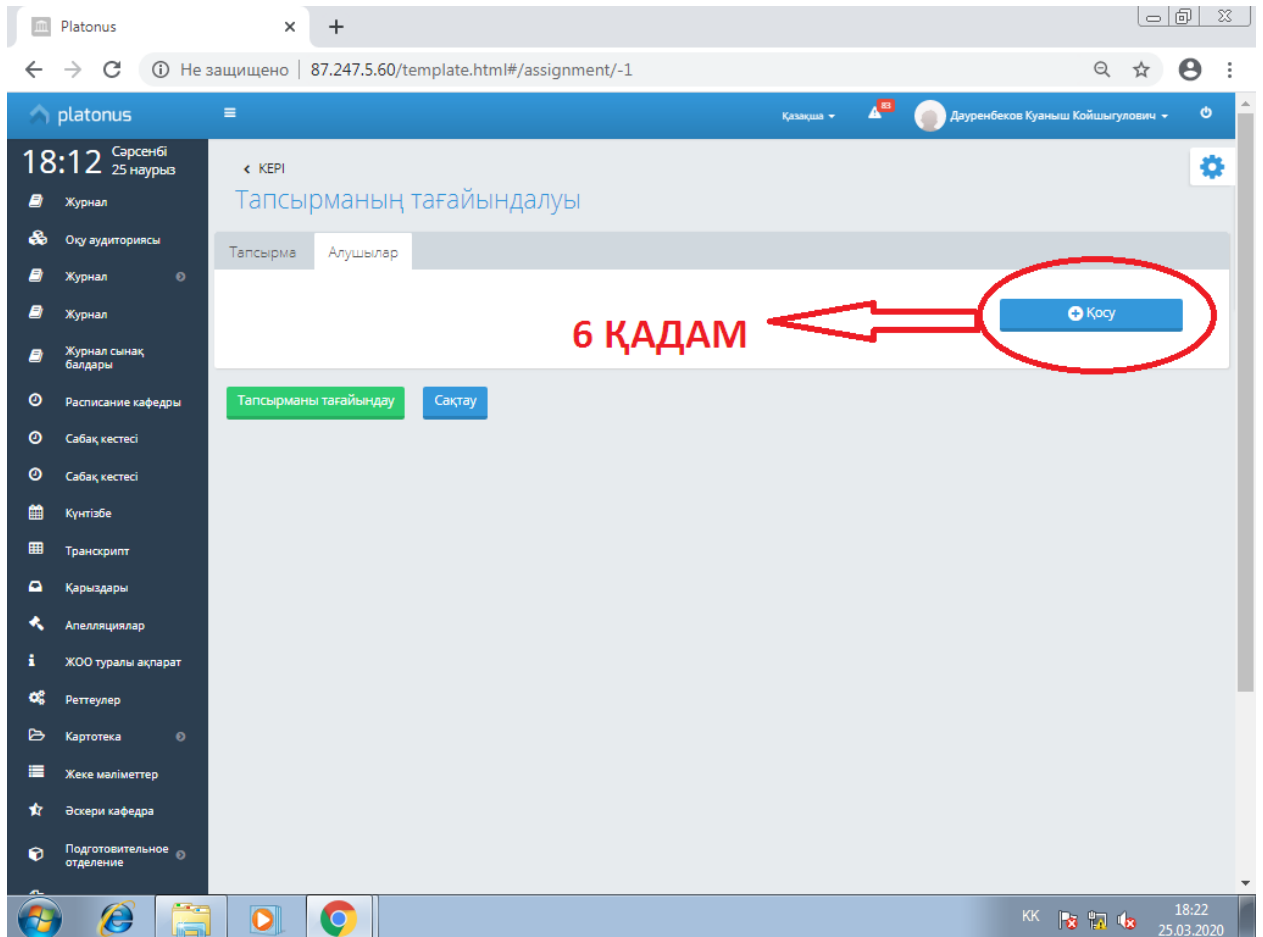 Platonus
Не защищено | 87.247.5.60/template.html#/assignment/-1
platonus
Қазақша
83
Дауренбеков Куаныш Койшыгулович
18:12 Сәрсенбі
25 наурыз
КЕРІ
Тапсырманың тағайындалуы
Тапсырма Алушылар
Қосу
6 ҚАДАМ
Тапсырманы тағайындау Сақтау
Журнал
Оқу аудиториясы
Журнал
Журнал
Журнал сынақ
балдары
Расписание кафедры
Сабақ кестесі
Сабақ кестесі
Күнтізбе
Транскрипт
Қарыздары
Апелляциялар
ЖОО туралы ақпарат
Реттеулер
Картотека
Жеке мәліметтер
Әскери кафедра
Подготовительное
отделение
KK
18:22
25.03.2020